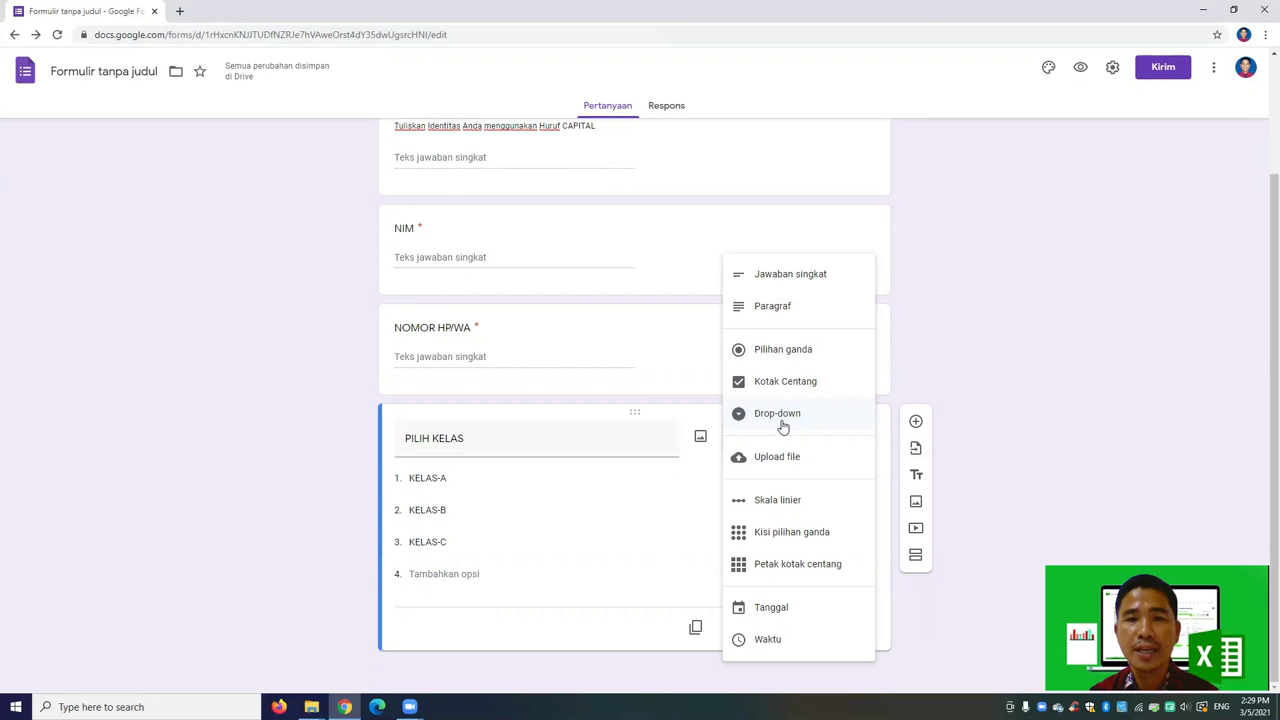 Formulir tanpa judul - Google Fo
docs.google.com/forms/d/1rHxcnKNJJTUDfNZRJe7hVAweOrst4dY35dwUgsrcHNI/edit
Formulir tanpa judul
Semua perubahan disimpan
di Drive
Kirim
Pertanyaan
Respons
Tuliskan Identitas Anda menggunakan Huruf CAPITAL
Teks jawaban singkat
NIM *
Teks jawaban singkat
NOMOR HP/WA *
Teks jawaban singkat
PILIH KELAS
1. KELAS-A
2. KELAS-B
3. KELAS-C
4. Tambahkan opsi
Jawaban singkat
Paragraf
Pilihan ganda
Kotak Centang
Drop-down
Upload file
Skala linier
Kisi pilihan ganda
Petak kotak centang
Tanggal
Waktu
Tt
X
Type here to search
ENG
2:29 PM
3/5/2021